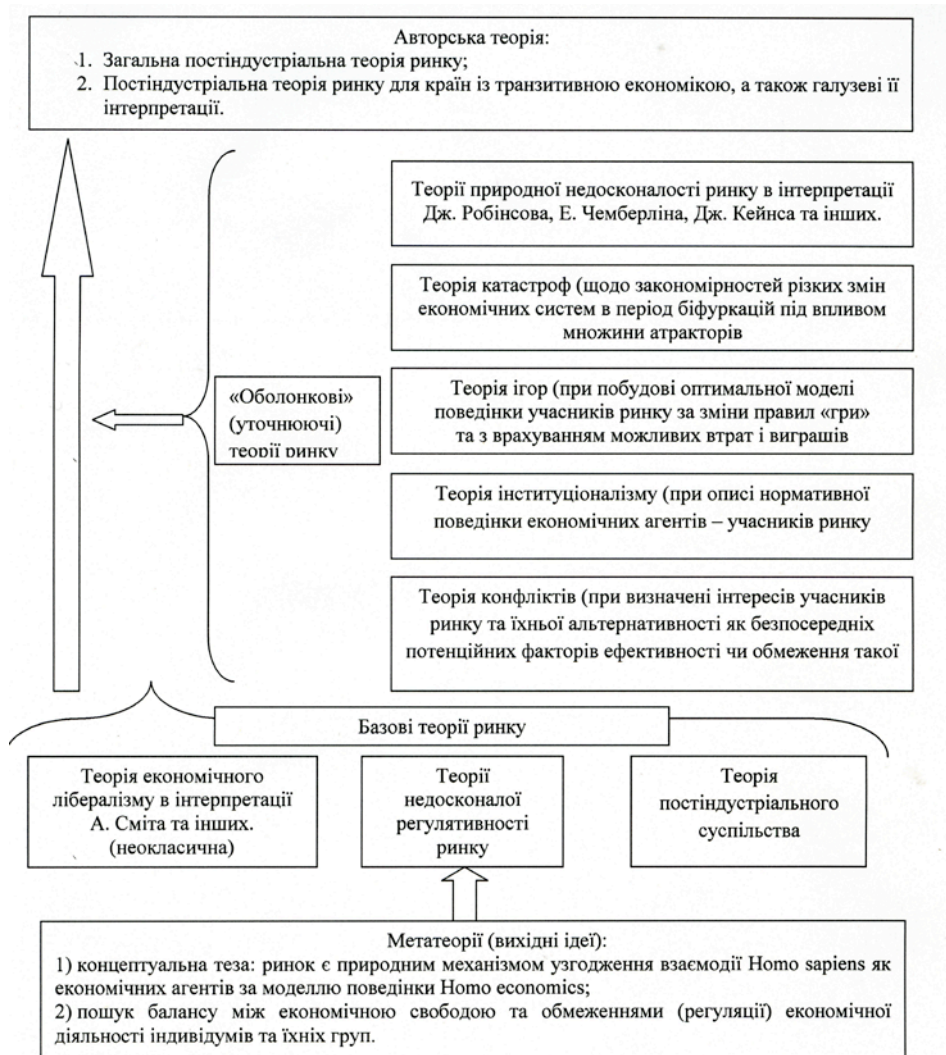 Авторська теорія:
1. Загальна постіндустріальна теорія ринку;
2. Постіндустріальна теорія ринку для країн із транзитивною економікою, а також галузеві її
інтерпретації.
Теорії природної недосконалості ринку в інтерпретації
Дж. Робінсова, Е. Чемберліна, Дж. Кейнса та інших.
Теорія катастроф (щодо закономірностей різких змін
економічних систем в період біфуркацій під впливом
множини атракторів
«Оболонкові»
(уточнюючі)
теорії ринку
Теорія ігор (при побудові оптимальної моделі
поведінки учасників ринку за зміни правил «гри»
та з врахуванням можливих втрат і виграшів
Теорія інституціоналізму (при описі нормативної
поведінки економічних агентів – учасників ринку
Теорія конфліктів (при визначені інтересів учасників
ринку та їхньої альтернативності як безпосередніх
потенційних факторів ефективності чи обмеження такої
Базові теорії ринку
Теорія економічного
лібералізму в інтерпретації
А. Сміта та інших.
(неокласична)
Теорії
недосконалої
регулятивності
ринку
Теорія
постіндустріального
суспільства
Метатеорії (вихідні ідеї):
1) концептуальна теза: ринок є природним механізмом узгодження взаємодії Homo sapiens як
економічних агентів за моделлю поведінки Homo economics;
2) пошук балансу між економічною свободою та обмеженнями (регуляції) економічної
діяльності індивідумів та їхніх груп.